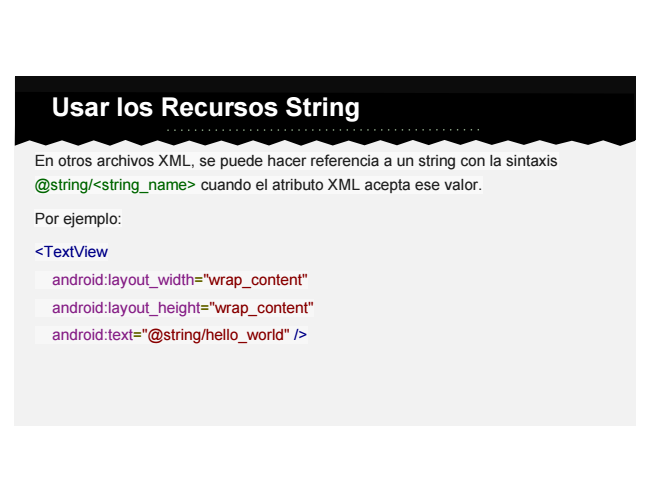 Usar los Recursos String
En otros archivos XML, se puede hacer referencia a un string con la sintaxis
@string/<string_name> cuando el atributo XML acepta ese valor.
Por ejemplo:
<TextView
android:layout_width="wrap_content"
android:layout_height="wrap_content"
android:text="@string/hello_world" />